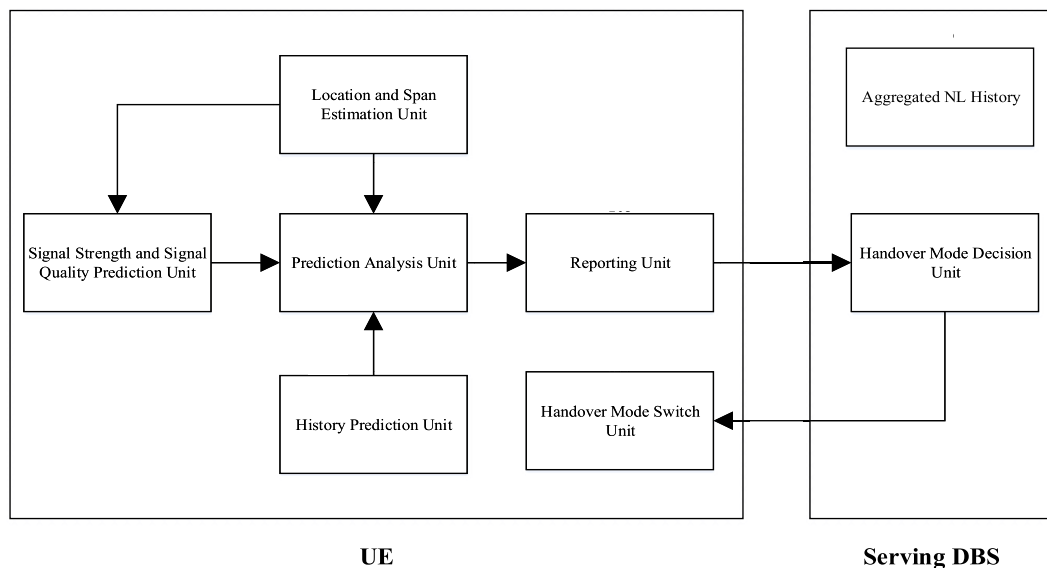 Location and Span
Estimation Unit
Aggregated NL History
Signal Strength and Signal
Quality Prediction Unit
Prediction Analysis Unit
Reporting Unit
Handover Mode Decision
Unit
History Prediction Unit
Handover Mode Switch
Unit
UE
Serving DBS